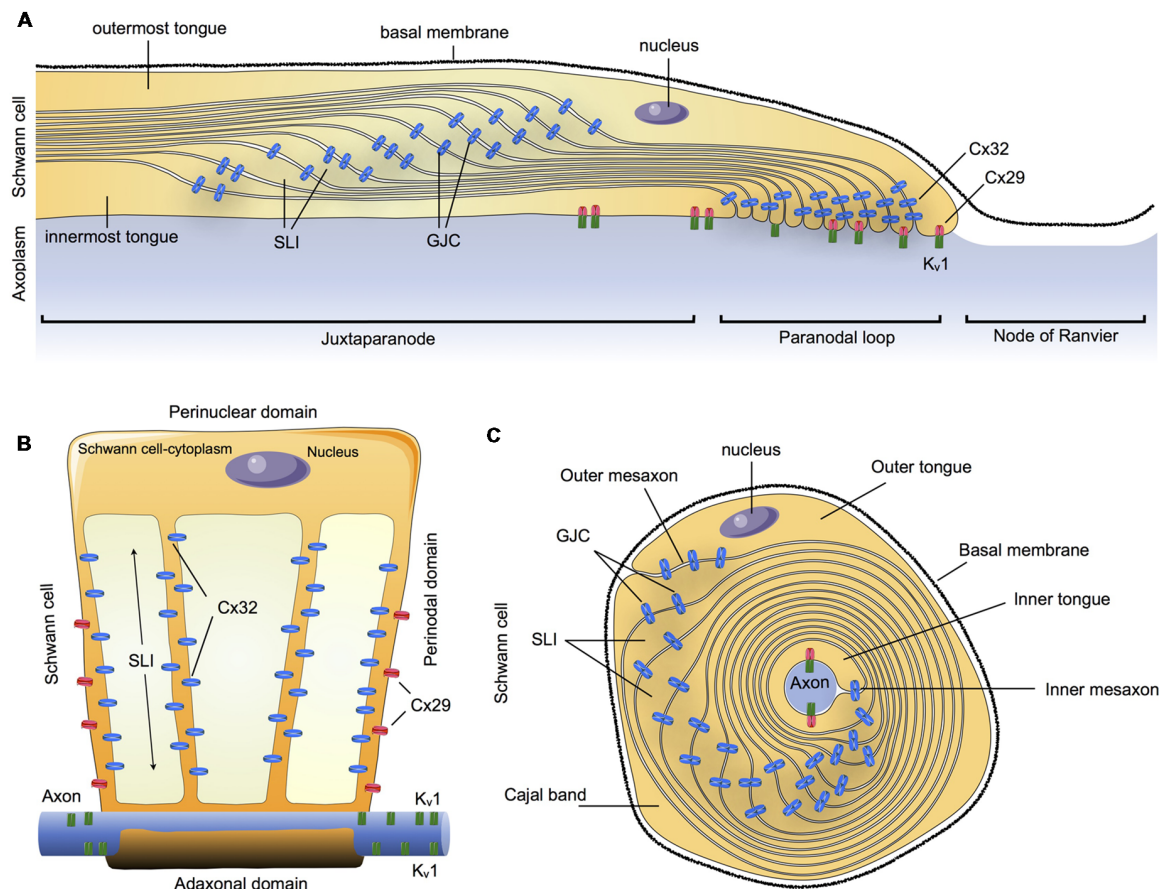 A
outermost tongue
basal membrane
nucleus
Schwann cell
Cx32
Cx29
innermost tongue
SLI
GJC
Axoplasm
Kv1
Juxtaparanode
Paranodal loop
Node of Ranvier
B
Perinuclear domain
Schwann cell-cytoplasm
Nucleus
Schwann cell
Perinodal domain
Cx32
SLI
Cx29
Axon
Kv1
Kv1
Adaxonal domain
C
nucleus
Outer mesaxon
Outer tongue
GJC
Basal membrane
Inner tongue
SLI
Schwann cell
Axon
Inner mesaxon
Cajal band